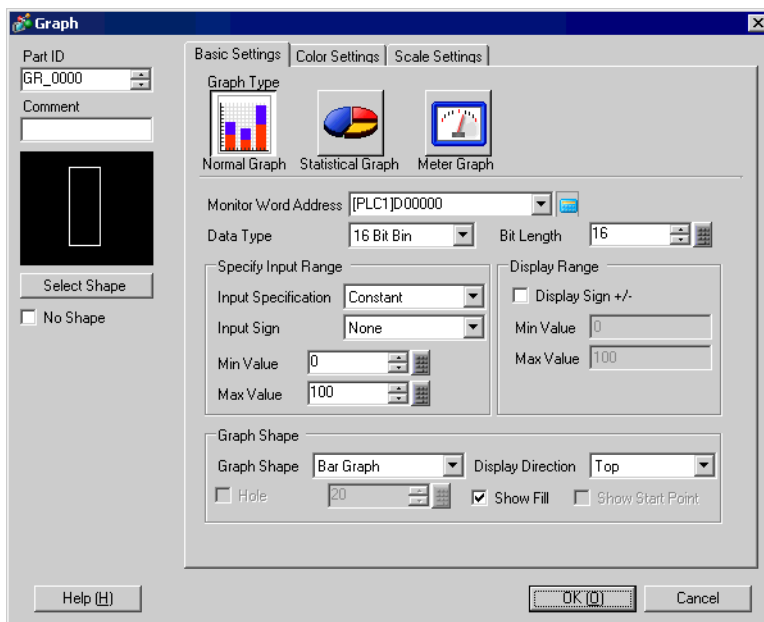 Graph
Part ID
GR_0000
Comment
Select Shape
No Shape
Basic Settings Color Settings Scale Settings
Graph Type
Normal Graph Statistical Graph Meter Graph
Monitor Word Address [PLC1]D00000
Data Type 16 Bit Bin Bit Length 16
Specify Input Range
Input Specification Constant
Input Sign None
Min Value 0
Max Value 100
Display Range
Display Sign +/-
Min Value 0
Max Value 100
Graph Shape
Graph Shape Bar Graph Display Direction Top
Hole 20 Show Fill Show Start Point
Help (H) OK (O) Cancel